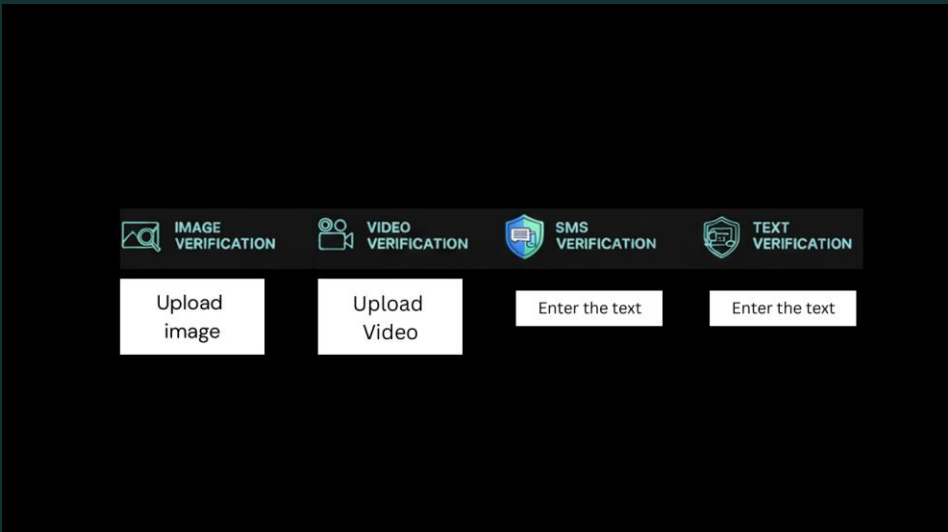 IMAGE
VERIFICATION
VIDEO
VERIFICATION
SMS
VERIFICATION
TEXT
VERIFICATION
Upload
image
Upload
Video
Enter the text
Enter the text